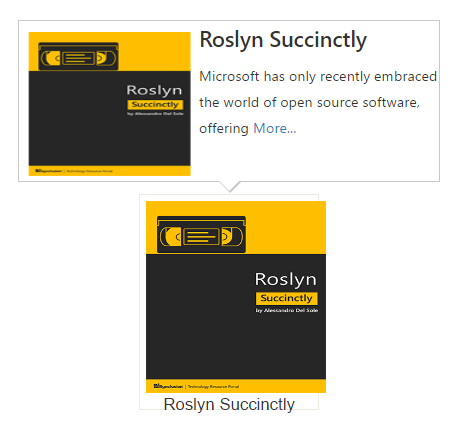 Roslyn Succinctly
Microsoft has only recently embraced
the world of open source software,
offering More...
Roslyn
Succinctly
by Alessandro Del Sole
Syncfusion | Technology Resource Portal
Roslyn
Succinctly
by Alessandro Del Sole
Syncfusion | Technology Resource Portal
Roslyn Succinctly